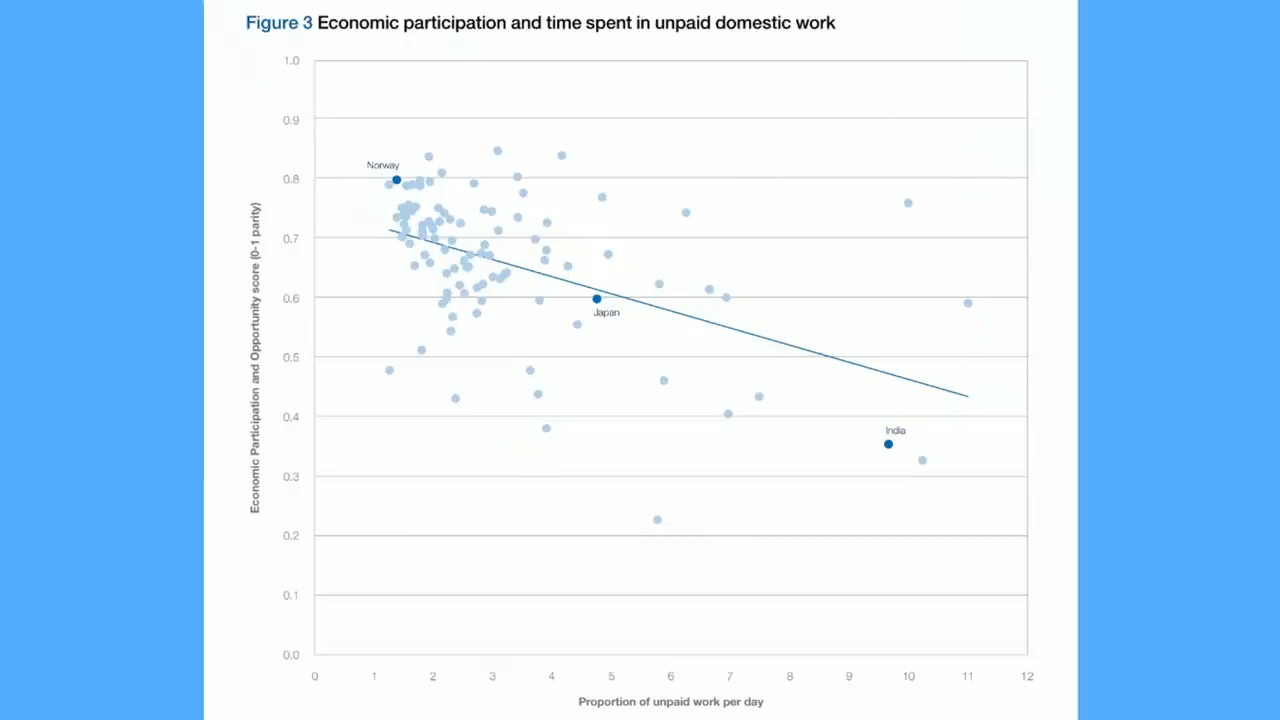 Figure 3 Economic participation and time spent in unpaid domestic work
Economic Participation and Opportunity score (0-1 parity)
1.0
0.9
0.8
0.7
0.6
0.5
0.4
0.3
0.2
0.1
0.0
Norway
Japan
India
0 1 2 3 4 5 6 7 8 9 10 11 12
Proportion of unpaid work per day